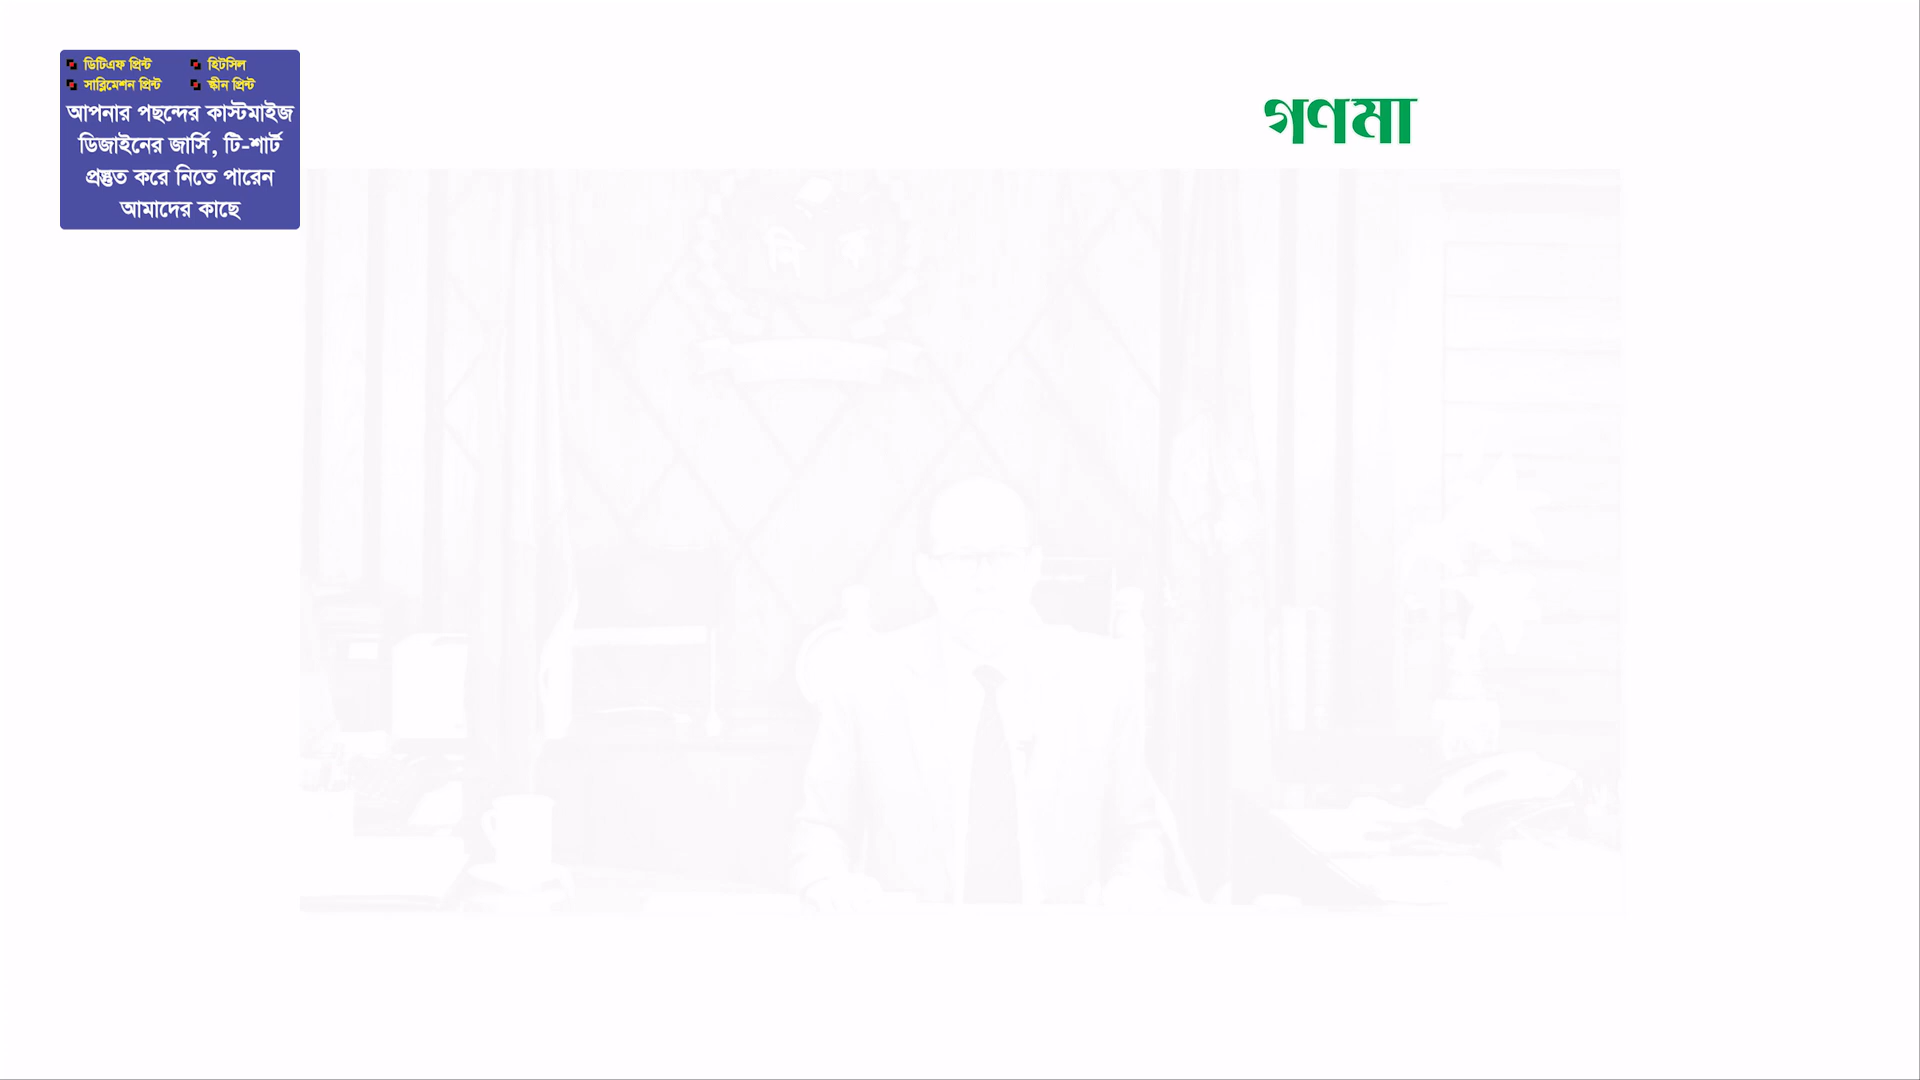 ডিটিএফ প্রিন্ট
হিটসিল
সাব্লিমেশন প্রিন্ট
স্ক্রীন প্রিন্ট
আপনার পছন্দের কাস্টমাইজ
ডিজাইনের জার্সি, টি-শার্ট
প্রস্তুত করে নিতে পারেন
আমাদের কাছে
গণমা